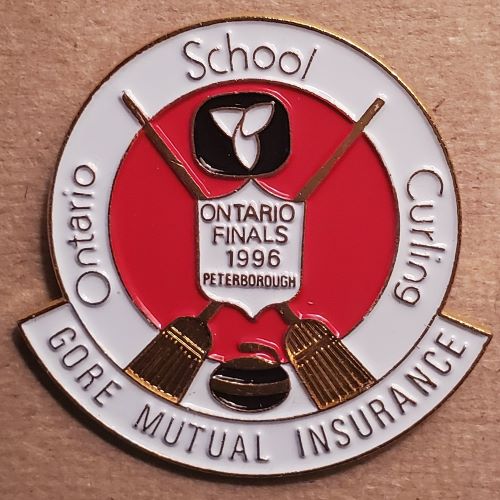 Ontario School Curling
ONTARIO
FINALS
1996
PETERBOROUGH
GORE MUTUAL INSURANCE